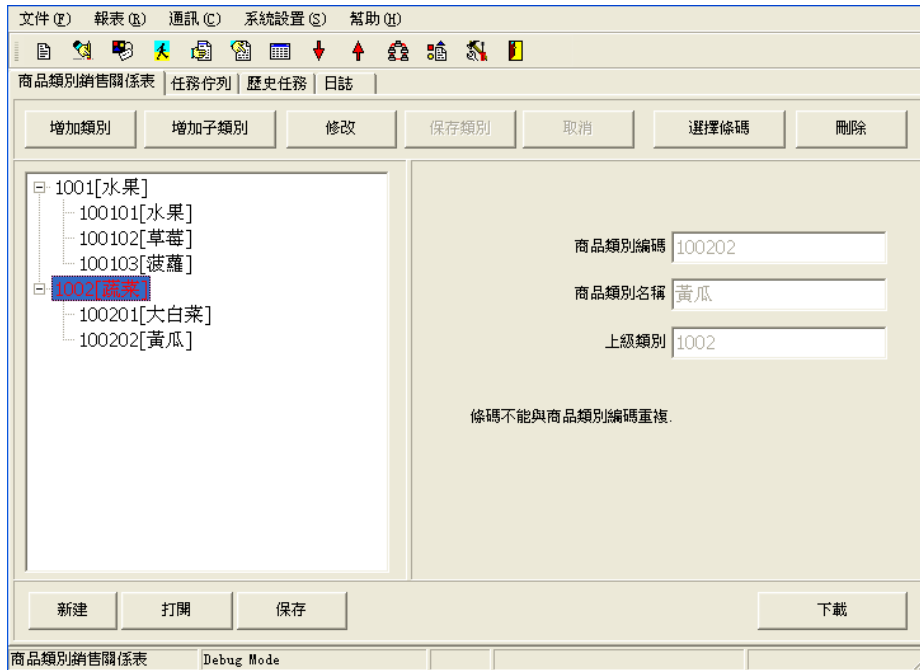 文件(F) 報表(R) 通訊(C) 系統設置(S) 幫助(H)
商品類別銷售關係表 任務佇列 歷史任務 日誌
增加類別 增加子類別 修改 保存類別 取消 選擇條碼 刪除
1001[水果]
100101[水果]
100102[草莓]
100103[菠蘿]
1002[蔬菜]
100201[大白菜]
100202[黃瓜]
商品類別編碼 100202
商品類別名稱 黃瓜
上級類別 1002
條碼不能與商品類別編碼重複.
新建 打開 保存 下載
商品類別銷售關係表 Debug Mode